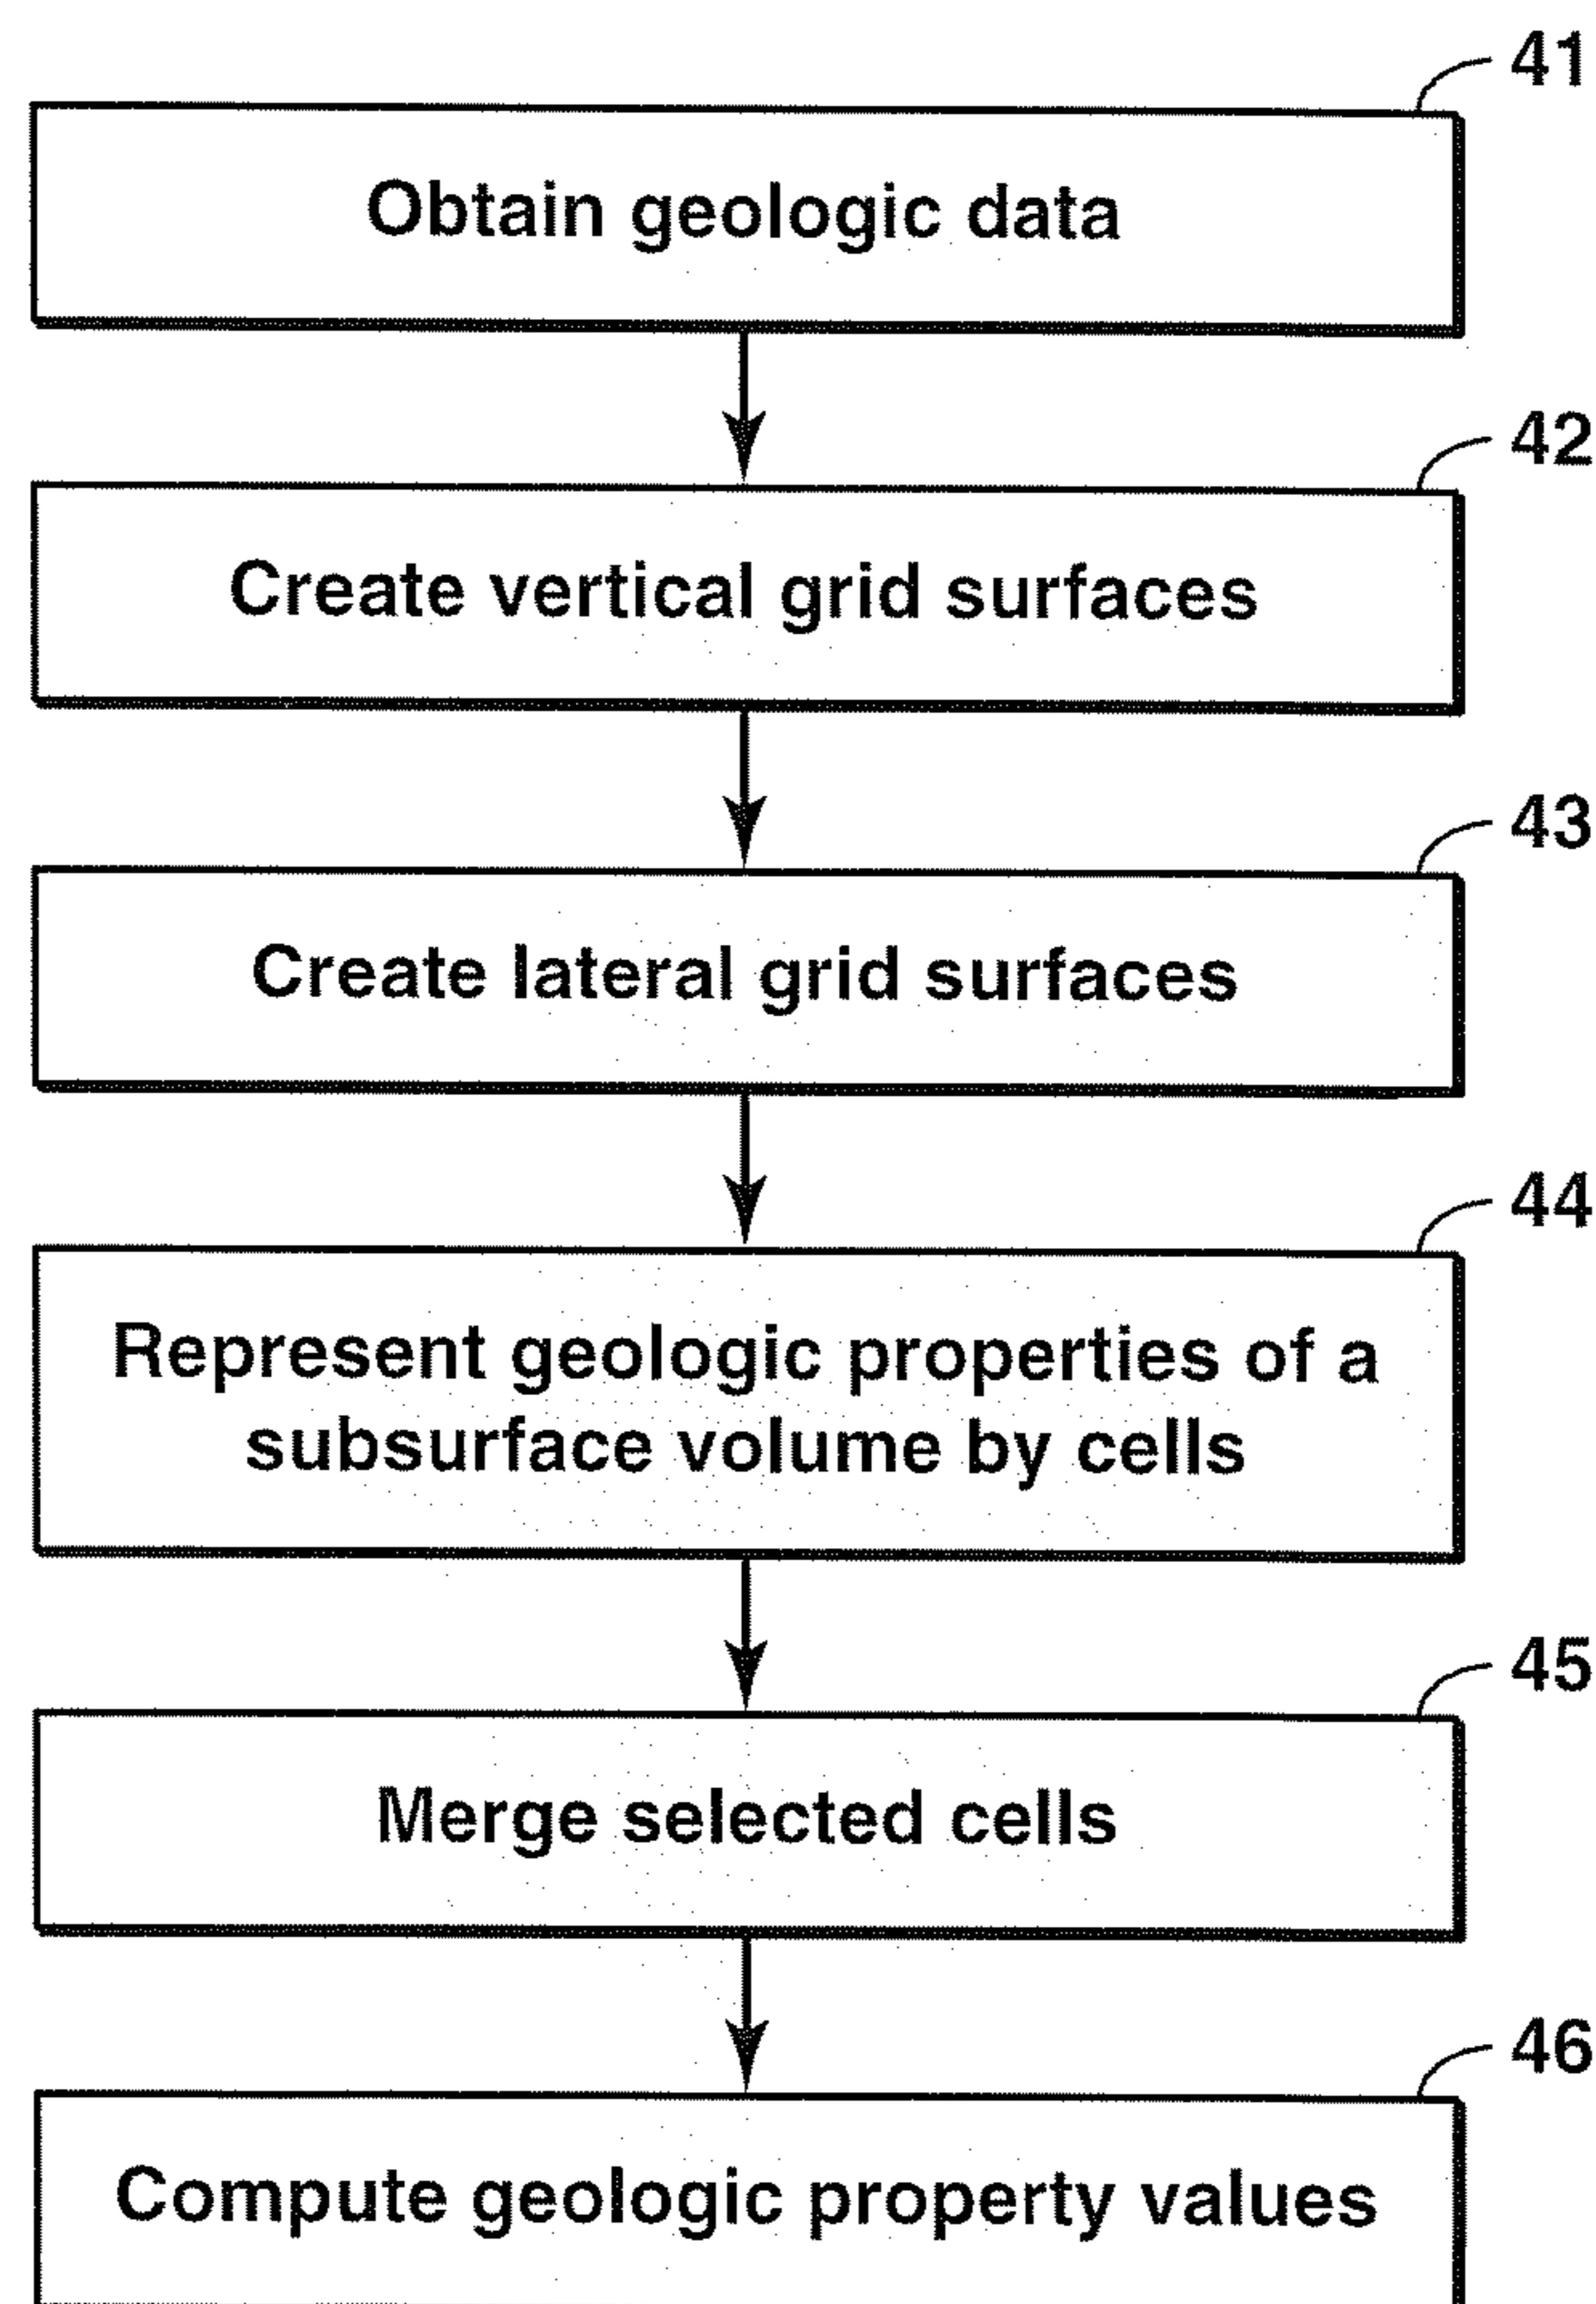 41
Obtain geologic data
42
Create vertical grid surfaces
43
Create lateral grid surfaces
44
Represent geologic properties of a
subsurface volume by cells
45
Merge selected cells
46
Compute geologic property values